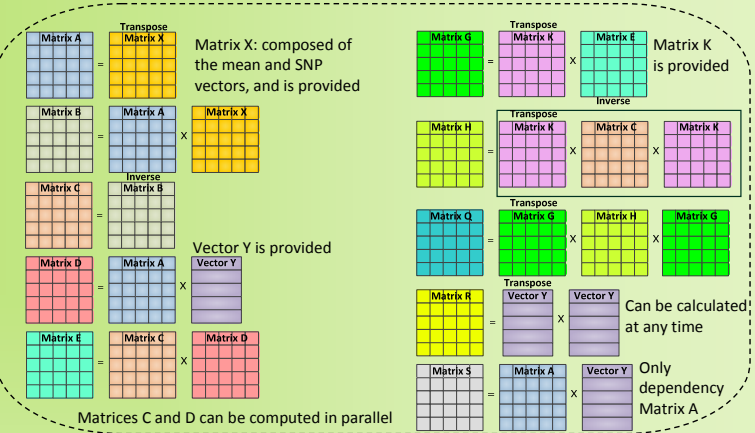 Transpose
Matrix A
=
Matrix X
Matrix X: composed of
the mean and SNP
vectors, and is provided
Matrix B
=
Matrix A
X
Matrix X
Inverse
Matrix C
=
Matrix B
Vector Y is provided
Matrix D
=
Matrix A
X
Vector Y
Matrix E
=
Matrix C
X
Matrix D
Matrices C and D can be computed in parallel
Transpose
Matrix G
=
Matrix K
X
Matrix E
Matrix K
is provided
Inverse
Transpose
Matrix H
=
Matrix K
X
Matrix C
X
Matrix K
Transpose
Matrix Q
=
Matrix G
X
Matrix H
X
Matrix G
Transpose
Matrix R
=
Vector Y
X
Vector Y
Can be calculated
at any time
Matrix S
=
Matrix A
X
Vector Y
Only
dependency
Matrix A